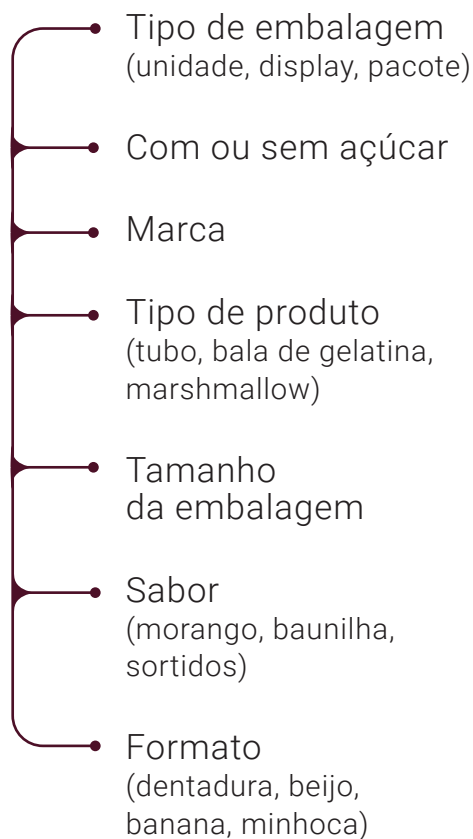 Tipo de embalagem
(unidade, display, pacote)
Com ou sem açúcar
Marca
Tipo de produto
(tubo, bala de gelatina,
marshmallow)
Tamanho
da embalagem
Sabor
(morango, baunilha,
sortidos)
Formato
(dentadura, beijo,
banana, minhoca)